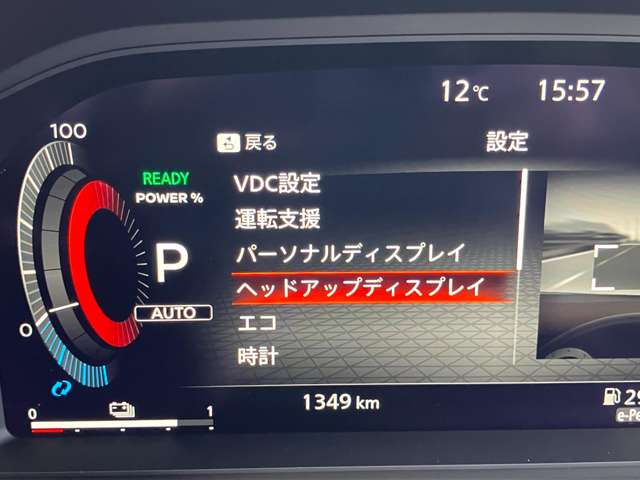 12℃ 15:57
100
戻る 設定
READY
POWER %
VDC設定
運転支援
パーソナルディスプレイ
P
ヘッドアップディスプレイ
AUTO
0
エコ
時計
0 1
1349 km
29
e-Pe